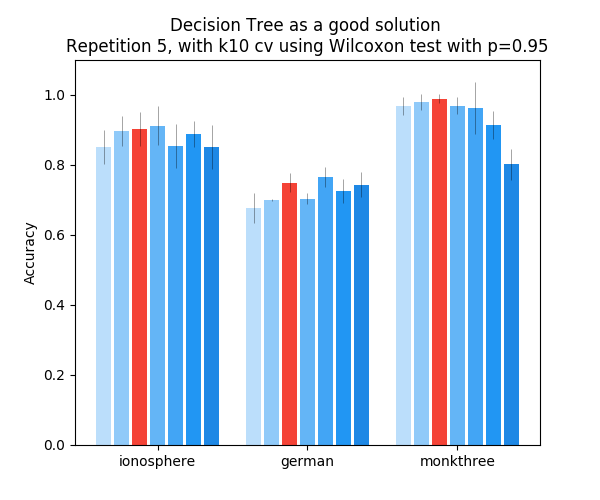 Decision Tree as a good solution
Repetition 5, with k10 cv using Wilcoxon test with p=0.95
1.0
0.8
0.6
0.4
0.2
0.0
Accuracy
ionosphere
german
monkthree